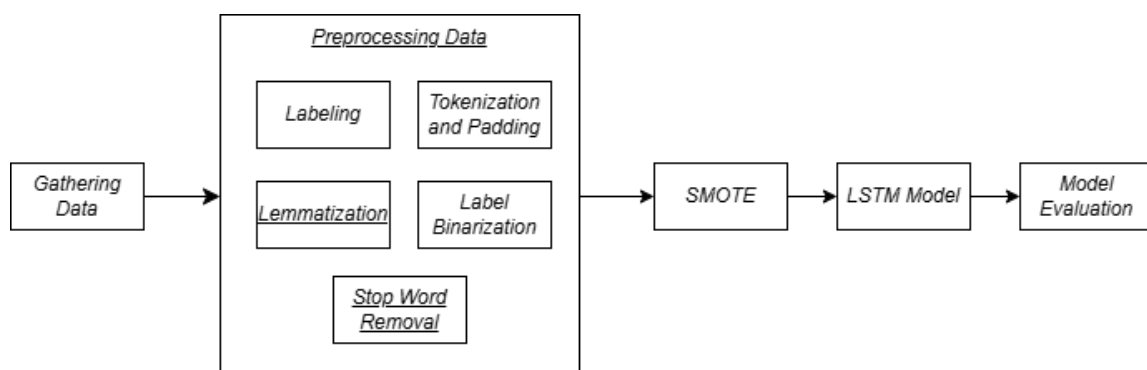 Gathering
Data
Preprocessing Data
Labeling
Tokenization
and Padding
Lemmatization
Label
Binarization
Stop Word
Removal
SMOTE
LSTM Model
Model
Evaluation